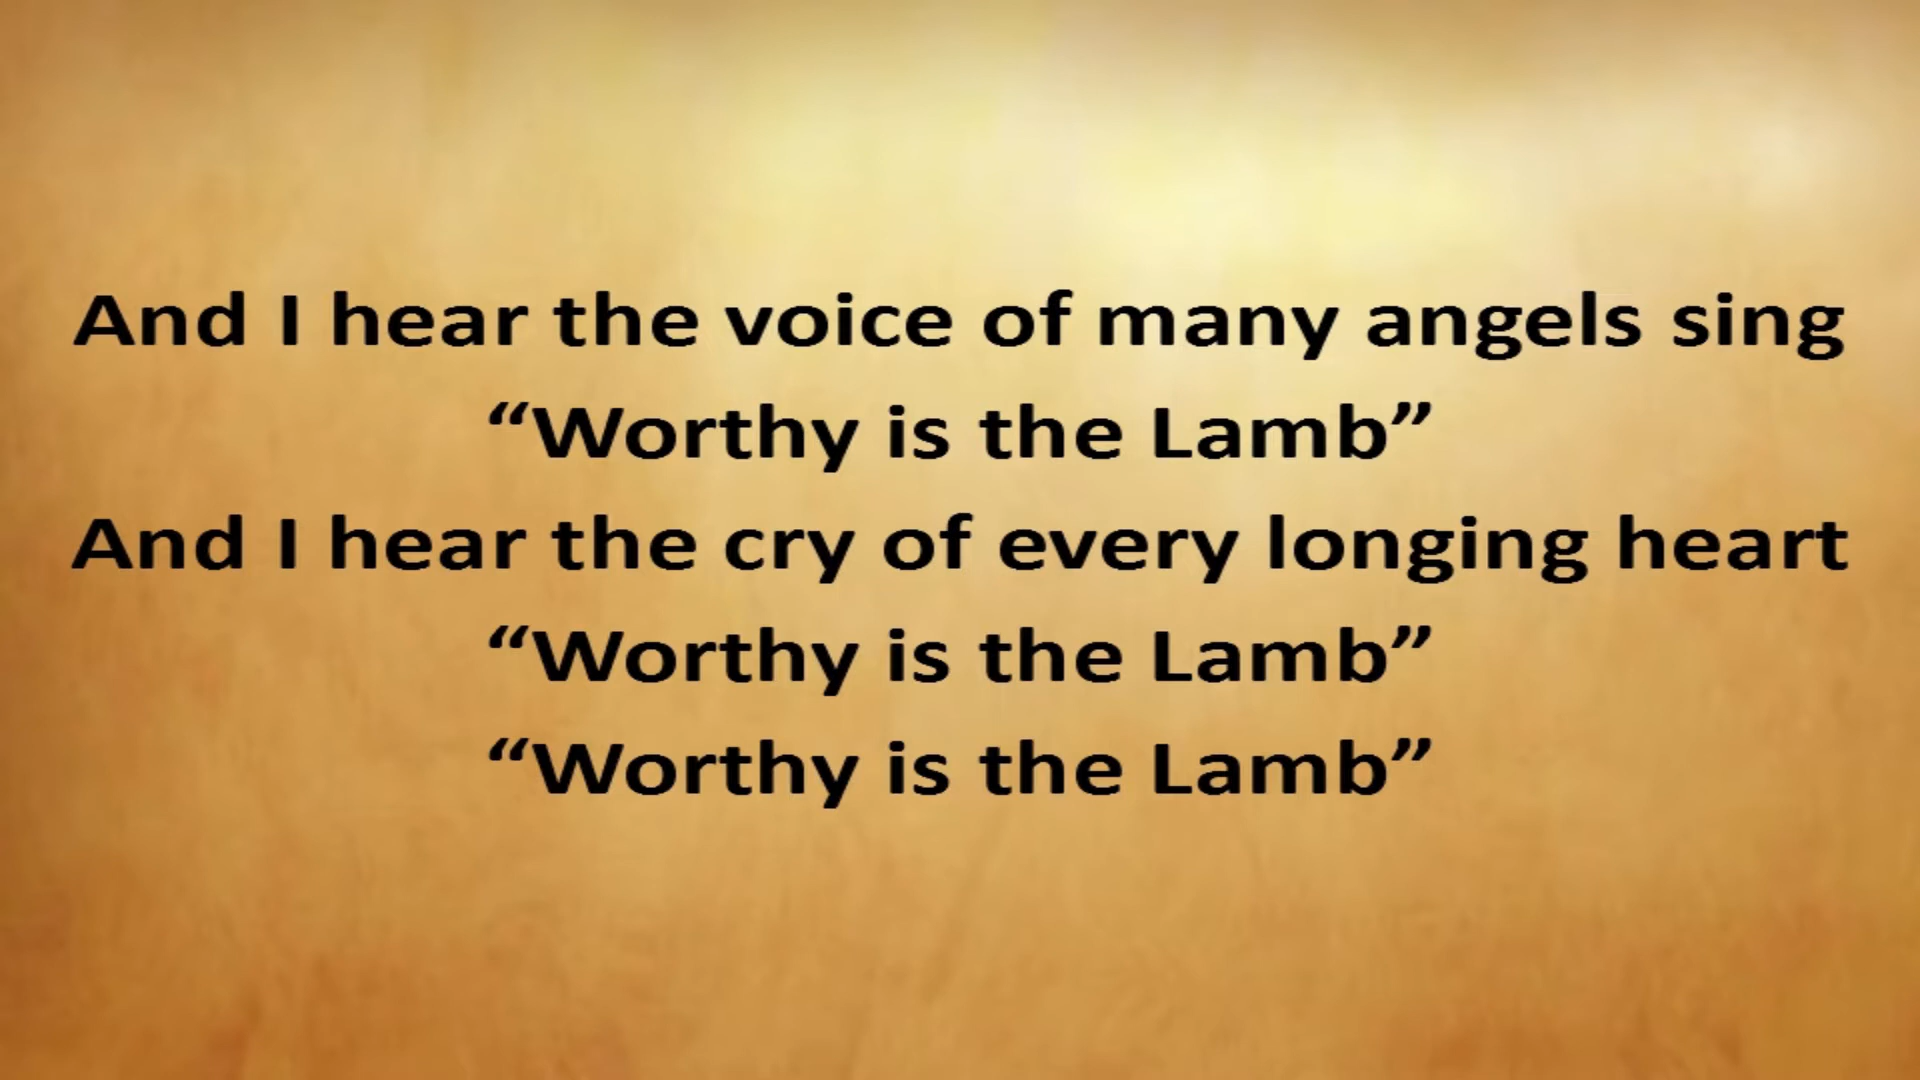 And I hear the voice of many angels sing
“Worthy is the Lamb”
And I hear the cry of every longing heart
“Worthy is the Lamb”
“Worthy is the Lamb”